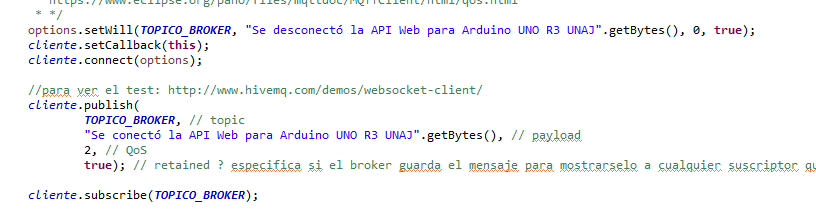 https://www.eclipse.org/paho/files/mqttdoc/MQTTClient/html/qos.html
* */
options.setWill(TOPICO_BROKER, "Se desconectó la API Web para Arduino UNO R3 UNAJ".getBytes(), 0, true);
cliente.setCallback(this);
cliente.connect(options);
//para ver el test: http://www.hivemq.com/demos/websocket-client/
cliente.publish(
TOPICO_BROKER, // topic
"Se conectó la API Web para Arduino UNO R3 UNAJ".getBytes(), // payload
2, // QoS
true); // retained ? especifica si el broker guarda el mensaje para mostrarselo a cualquier suscriptor qu
cliente.subscribe(TOPICO_BROKER);